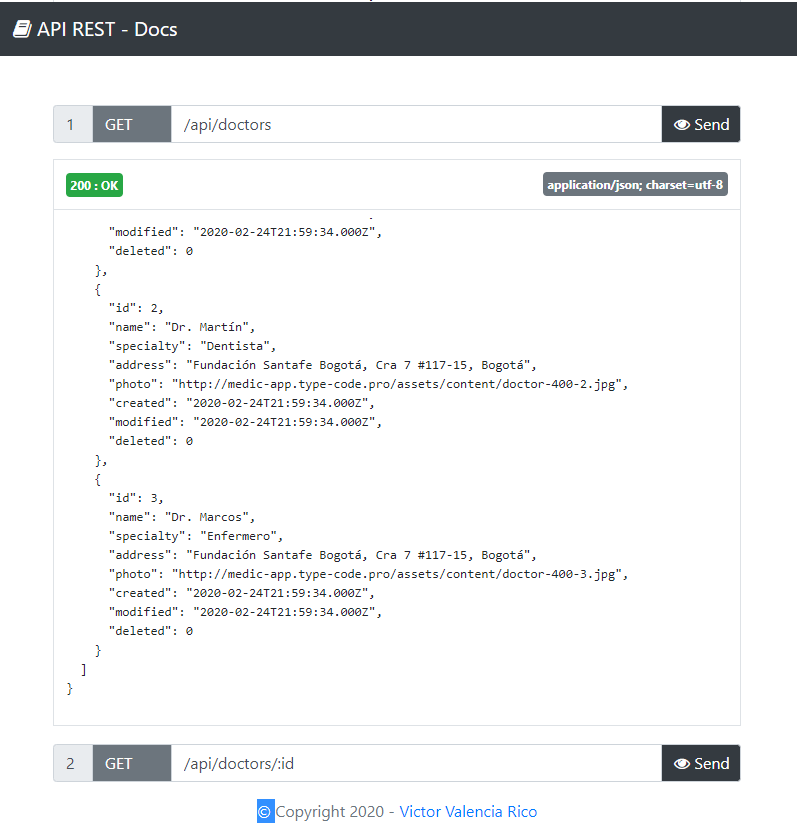 API REST - Docs
1 GET /api/doctors Send
200 : OK application/json; charset=utf-8
"modified": "2020-02-24T21:59:34.000Z",
"deleted": 0
},
{
"id": 2,
"name": "Dr. Martín",
"specialty": "Dentista",
"address": "Fundación Santafe Bogotá, Cra 7 #117-15, Bogotá",
"photo": "http://medic-app.type-code.pro/assets/content/doctor-400-2.jpg",
"created": "2020-02-24T21:59:34.000Z",
"modified": "2020-02-24T21:59:34.000Z",
"deleted": 0
},
{
"id": 3,
"name": "Dr. Marcos",
"specialty": "Enfermero",
"address": "Fundación Santafe Bogotá, Cra 7 #117-15, Bogotá",
"photo": "http://medic-app.type-code.pro/assets/content/doctor-400-3.jpg",
"created": "2020-02-24T21:59:34.000Z",
"modified": "2020-02-24T21:59:34.000Z",
"deleted": 0
}
]
}
2 GET /api/doctors/:id Send
© Copyright 2020 - Victor Valencia Rico